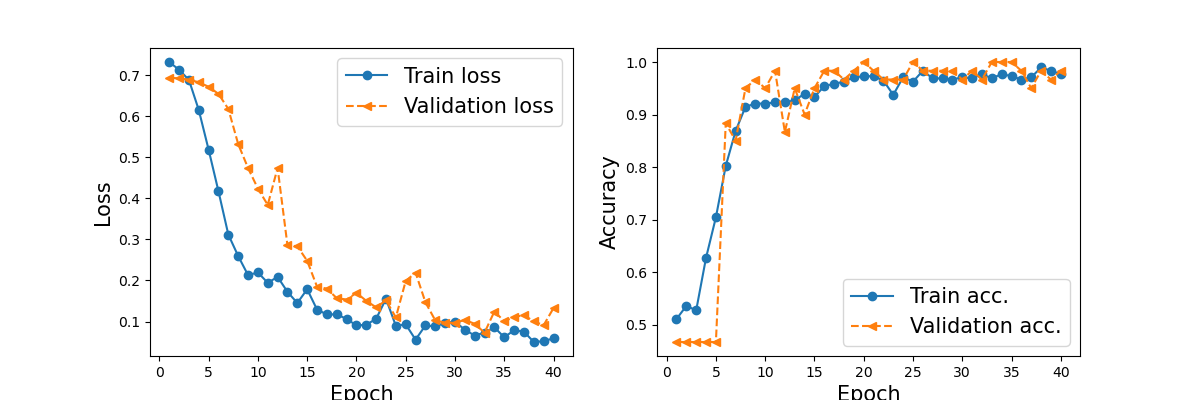 Train loss
Validation loss
0.7
0.6
0.5
0.4
0.3
0.2
0.1
Loss
0 5 10 15 20 25 30 35 40
Epoch
1.0
0.9
0.8
0.7
0.6
0.5
Accuracy
Train acc.
Validation acc.
0 5 10 15 20 25 30 35 40
Epoch